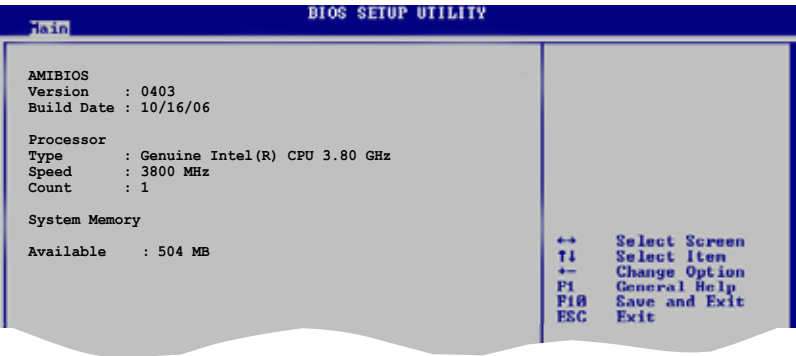 BIOS SETUP UTILITY
Main
AMIBIOS
Version : 0403
Build Date : 10/16/06
Processor
Type : Genuine Intel(R) CPU 3.80 GHz
Speed : 3800 MHz
Count : 1
System Memory
Available : 504 MB
←→ Select Screen
↑↓ Select Item
+- Change Option
F1 General Help
F10 Save and Exit
ESC Exit